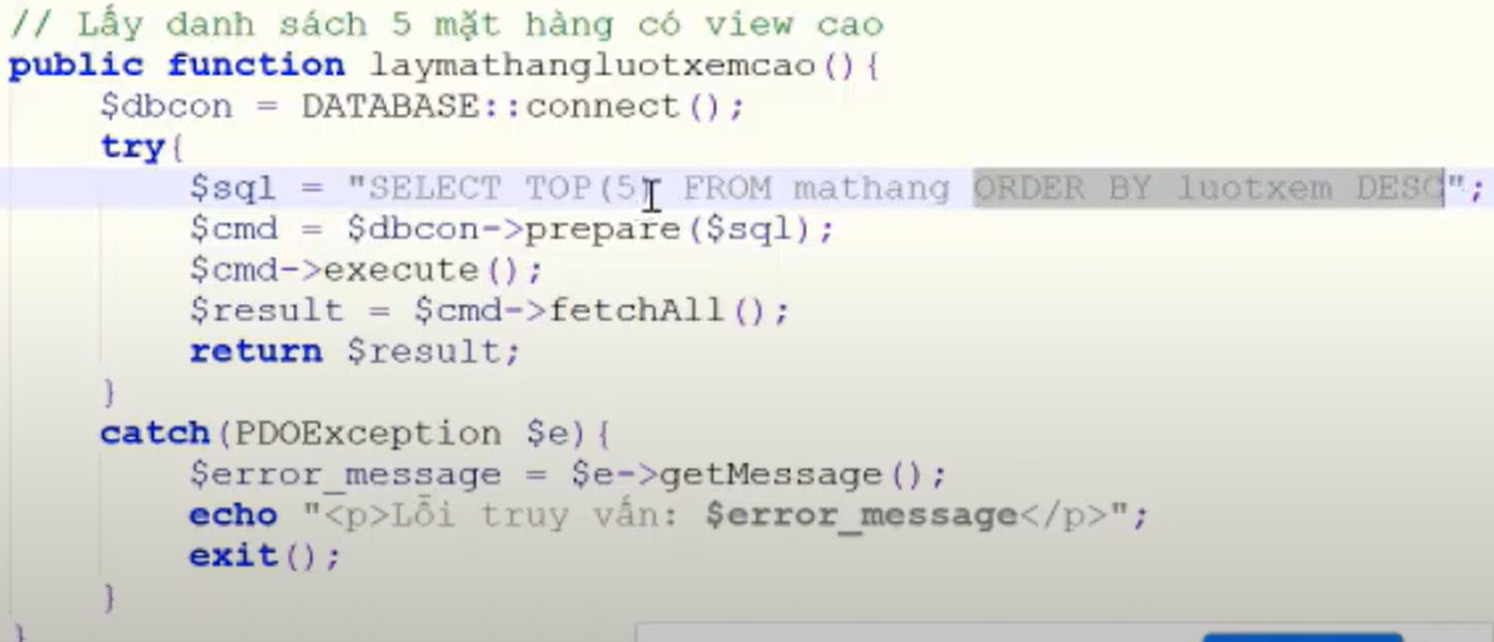 // Lấy danh sách 5 mặt hàng có view cao
public function laymathangluotxemcao(){
$dbcon = DATABASE::connect();
try{
$sql = "SELECT TOP(5) FROM mathang ORDER BY luotxem DESC";
$cmd = $dbcon->prepare($sql);
$cmd->execute();
$result = $cmd->fetchAll();
return $result;
}
catch(PDOException $e){
$error_message = $e->getMessage();
echo "<p>Lỗi truy vấn: $error_message</p>";
exit();
}
}